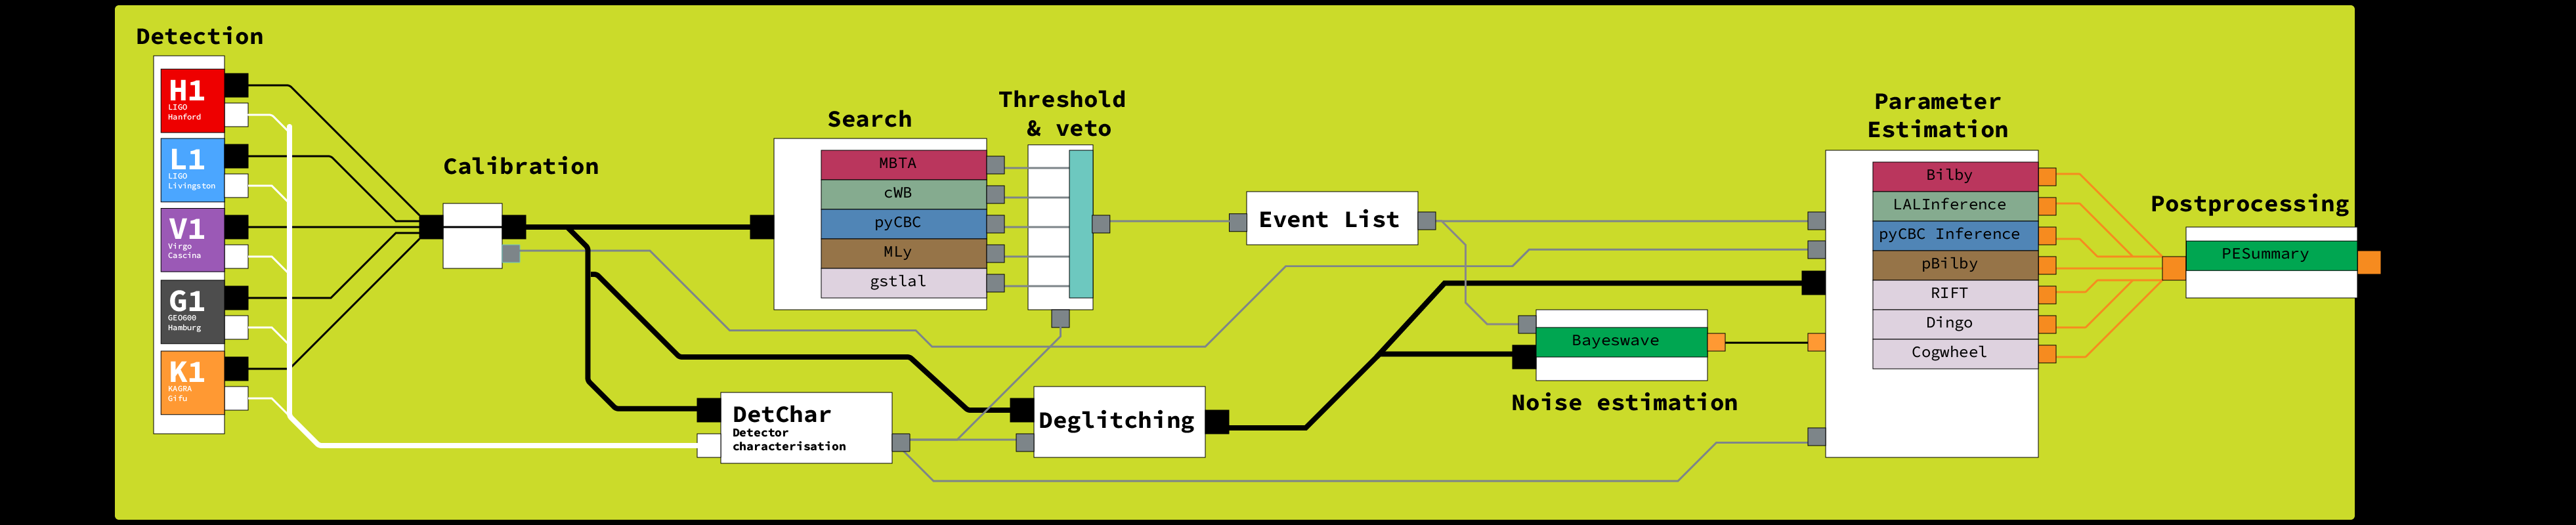 Detection
H1
LIGO
Hanford
L1
LIGO
Livingston
V1
Virgo
Cascina
G1
GEO600
Hamburg
K1
KAGRA
Gifu
Calibration
Search
MBTA
cWB
pyCBC
MLy
gstlal
Threshold
& veto
DetChar
Detector
characterisation
Deglitching
Event List
Bayeswave
Noise estimation
Parameter
Estimation
Bilby
LALInference
pyCBC Inference
pBilby
RIFT
Dingo
Cogwheel
Postprocessing
PESummary